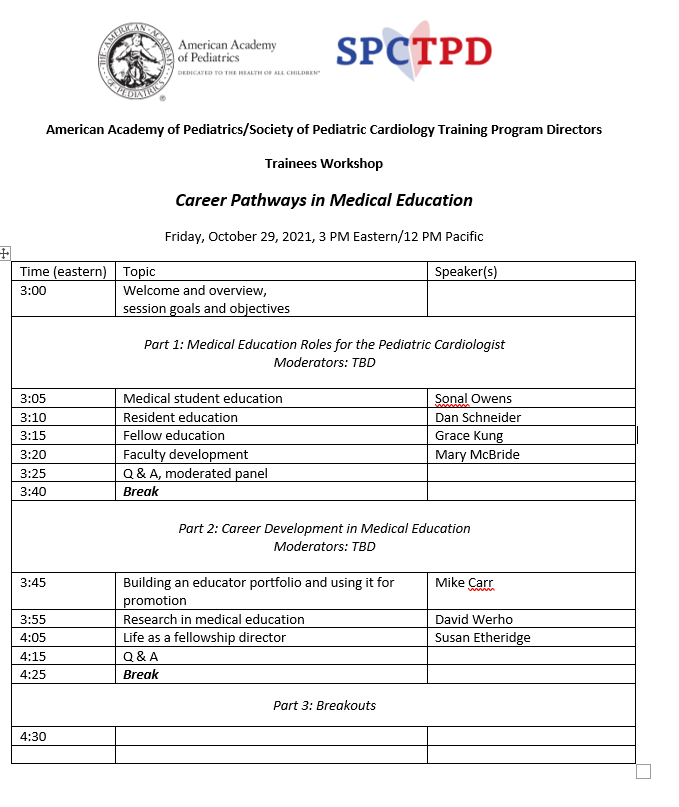 THE AMERICAN ACADEMY OF PEDIATRICS
American Academy
of Pediatrics
DEDICATED TO THE HEALTH OF ALL CHILDREN®
®
SPCTPD
American Academy of Pediatrics/Society of Pediatric Cardiology Training Program Directors
Trainees Workshop
Career Pathways in Medical Education
Friday, October 29, 2021, 3 PM Eastern/12 PM Pacific
Time (eastern) Topic Speaker(s)
3:00 Welcome and overview,
session goals and objectives
Part 1: Medical Education Roles for the Pediatric Cardiologist
Moderators: TBD
3:05 Medical student education Sonal Owens
3:10 Resident education Dan Schneider
3:15 Fellow education Grace Kung
3:20 Faculty development Mary McBride
3:25 Q & A, moderated panel
3:40 Break
Part 2: Career Development in Medical Education
Moderators: TBD
3:45 Building an educator portfolio and using it for Mike Carr
promotion
3:55 Research in medical education David Werho
4:05 Life as a fellowship director Susan Etheridge
4:15 Q & A
4:25 Break
Part 3: Breakouts
4:30